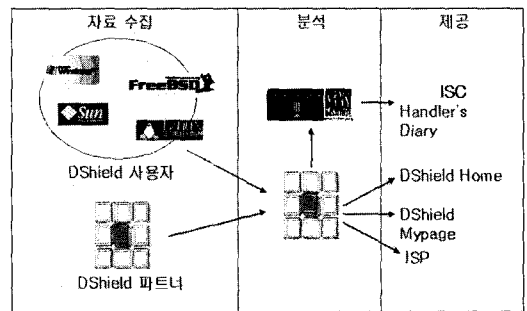 자료 수집
분석
제공
FreeBSD
Sun
DShield 사용자
DShield 파트너
ISC
Handler's
Diary
DShield Home
DShield
Mypage
ISP